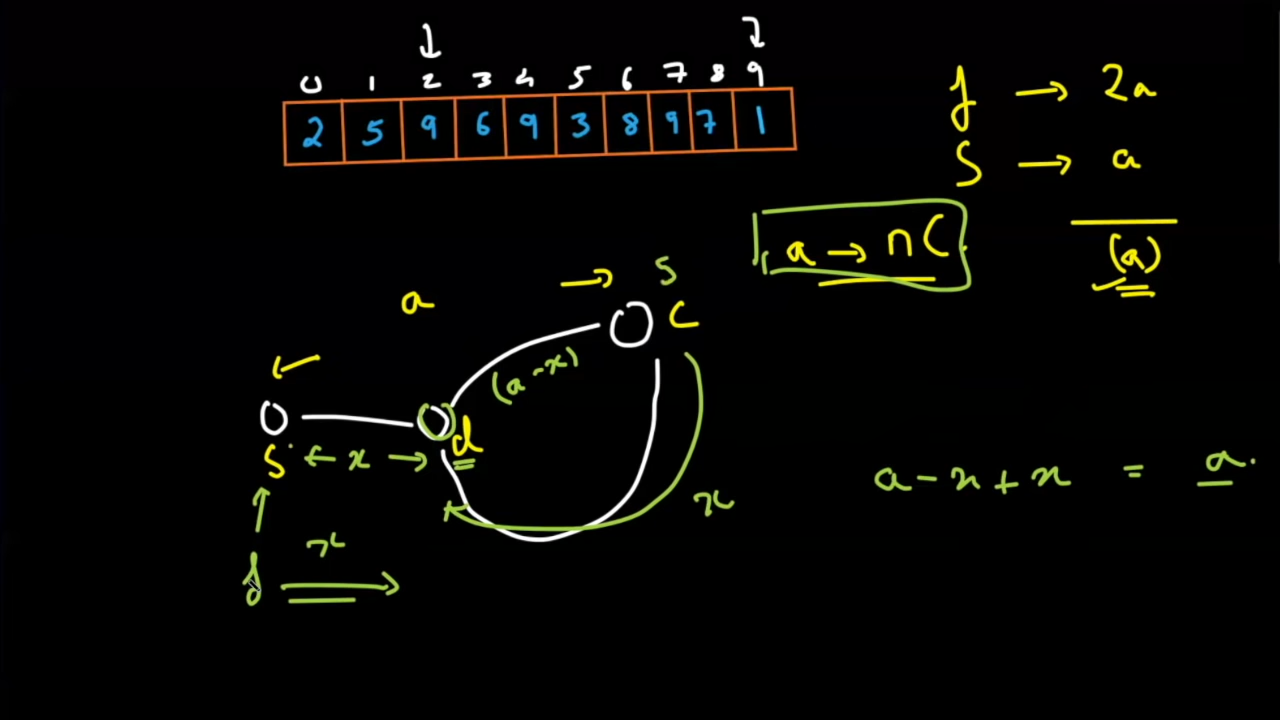 0 1 2 3 4 5 6 7 8 9
2 5 9 6 9 3 8 9 7 1
f → 2a
S → a
(a)
a → nC
S
C
a
(a-x)
S ← x → d
x
a-x+x = a.
x
f